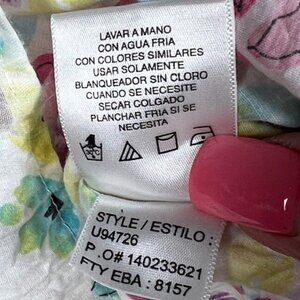 LAVAR A MANO
CON AGUA FRIA
CON COLORES SIMILARES
USAR SOLAMENTE
BLANQUEADOR SIN CLORO
CUANDO SE NECESITE
SECAR COLGADO
PLANCHAR FRIA SI SE
NECESITA
STYLE / ESTILO :
U94726
P .O# 140233621
FTY EBA : 8157